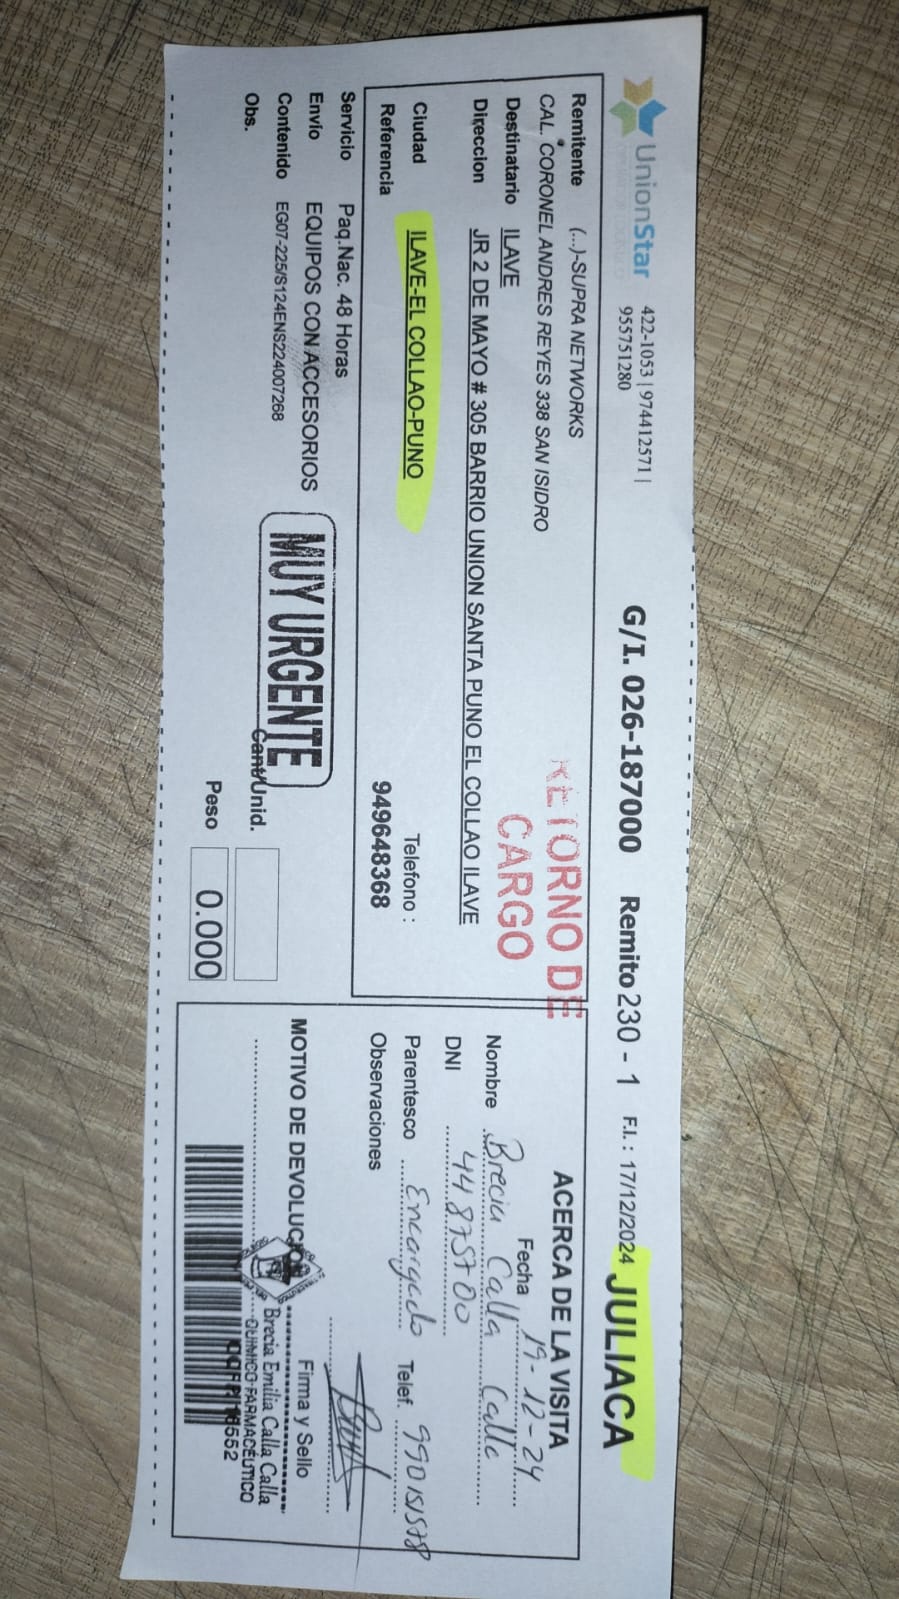 UnionStar
422-1053 | 974412571 |
955751280
G/I. 026-187000 Remito 230 - 1 F.I.: 17/12/2024 JULIACA
Remitente (...)-SUPRA NETWORKS
CAL. CORONEL ANDRES REYES 338 SAN ISIDRO
RETORNO DE
CARGO
Destinatario ILAVE
Direccion JR 2 DE MAYO # 305 BARRIO UNION SANTA PUNO EL COLLAO ILAVE
Ciudad ILAVE-EL COLLAO-PUNO
Telefono :
Referencia
949648368
Servicio Paq.Nac. 48 Horas
Envio EQUIPOS CON ACCESORIOS
Contenido EG07-225/S124ENS224007268
Obs.
MUY URGENTE
Cant/Unid.
Peso 0.000
ACERCA DE LA VISITA
Fecha 19-12-24
Nombre Brecia Calla Calla
DNI 44875700
Parentesco Encargado Telef.
Observaciones
Firma y Sello
MOTIVO DE DEVOLUCION
Brecia Emilia Calla Calla
QUIMICO-FARMACÉUTICO